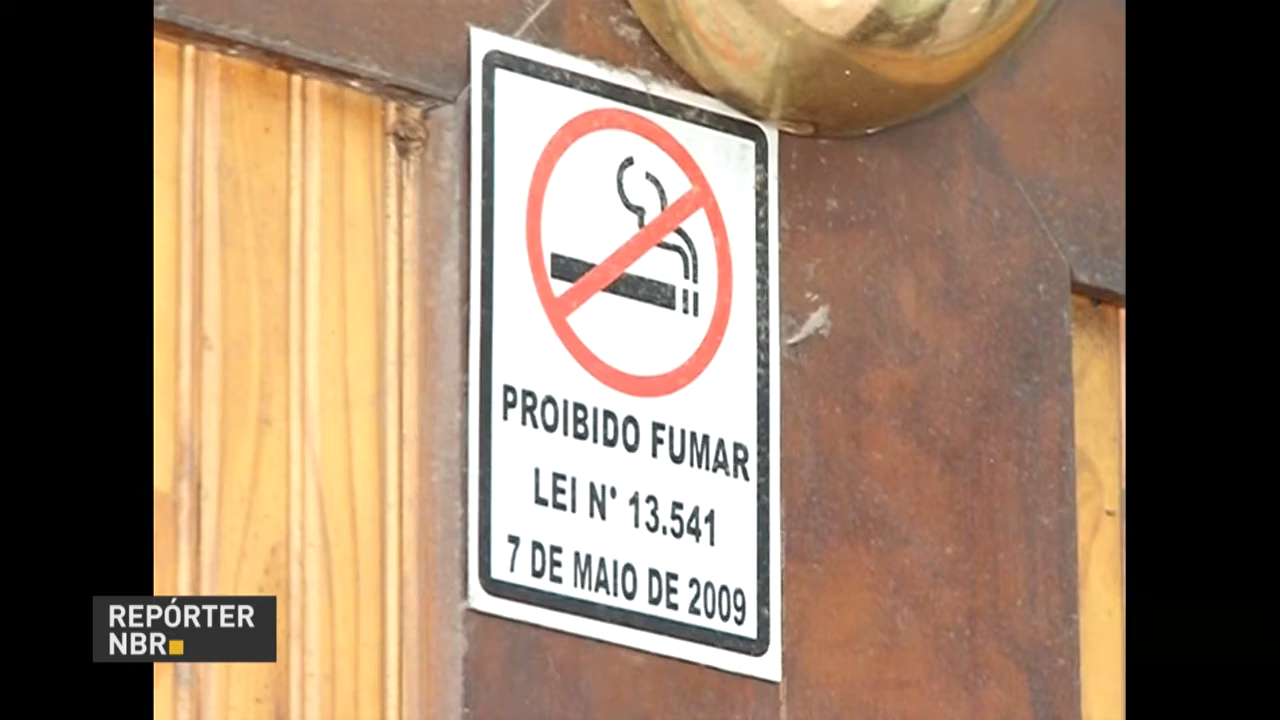 PROIBIDO FUMAR
LEI N° 13.541
7 DE MAIO DE 2009
REPÓRTER
NBR